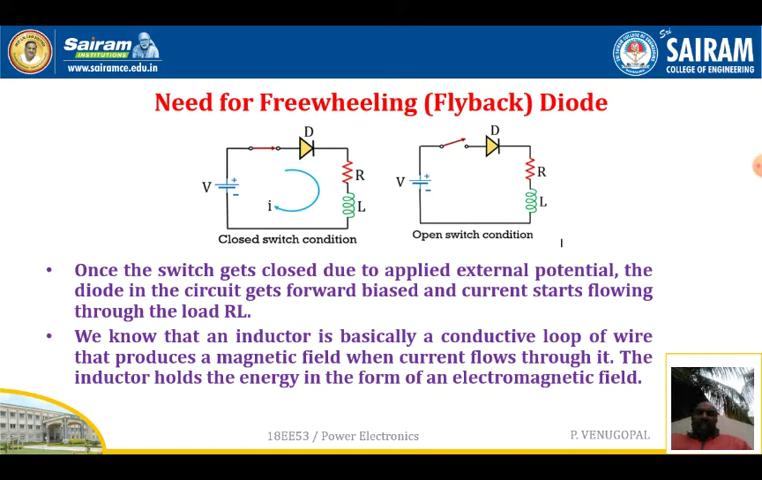 Sairam
INSTITUTIONS
www.sairamce.edu.in
Sri
SAIRAM
COLLEGE OF ENGINEERING
Need for Freewheeling (Flyback) Diode
D
V
+
–
i
R
L
Closed switch condition
D
V
+
–
R
L
Open switch condition
• Once the switch gets closed due to applied external potential, the
diode in the circuit gets forward biased and current starts flowing
through the load RL.
• We know that an inductor is basically a conductive loop of wire
that produces a magnetic field when current flows through it. The
inductor holds the energy in the form of an electromagnetic field.
18EE53 / Power Electronics
P. VENUGOPAL